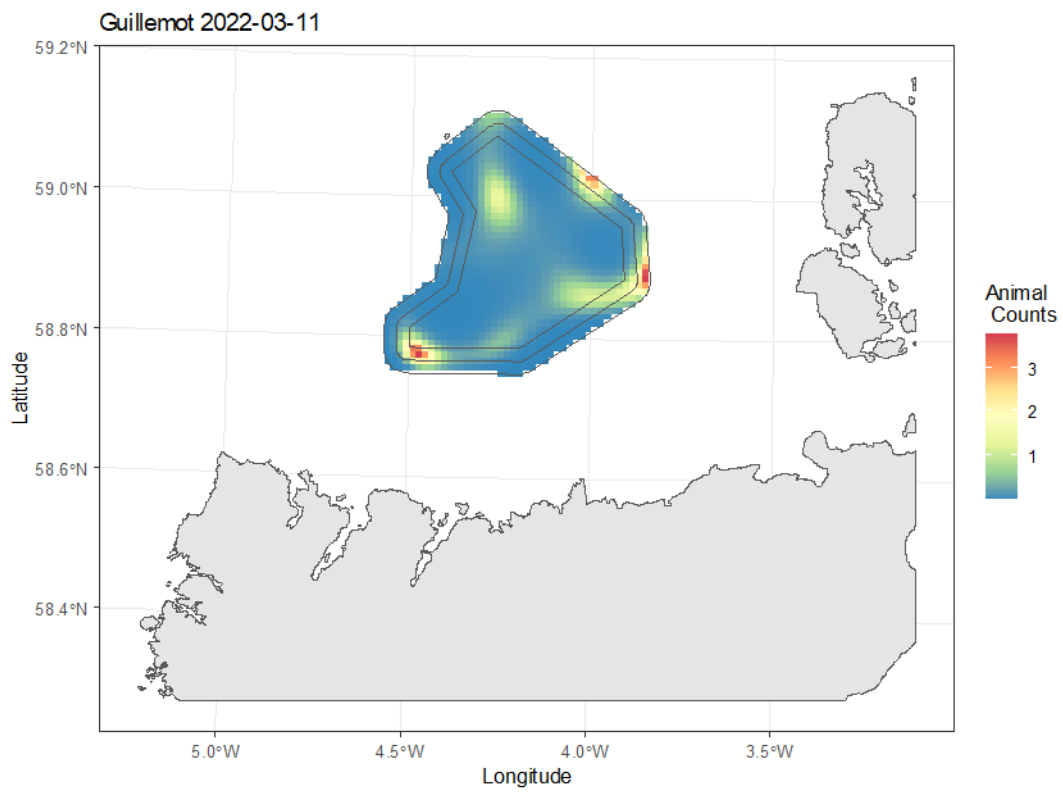 Guillemot 2022-03-11
59.2°N
59.0°N
58.8°N
58.6°N
58.4°N
Latitude
5.0°W
4.5°W
4.0°W
3.5°W
Longitude
Animal
Counts
3
2
1